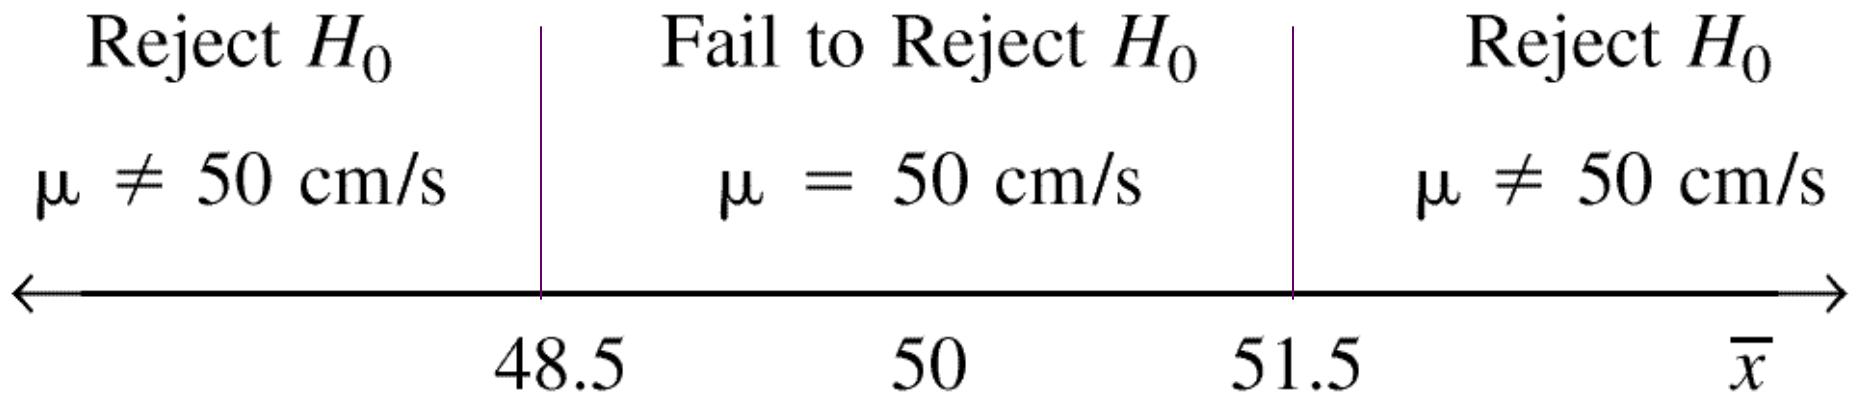 Reject H₀ Fail to Reject H₀ Reject H₀
μ ≠ 50 cm/s μ = 50 cm/s μ ≠ 50 cm/s
48.5 50 51.5 x̅